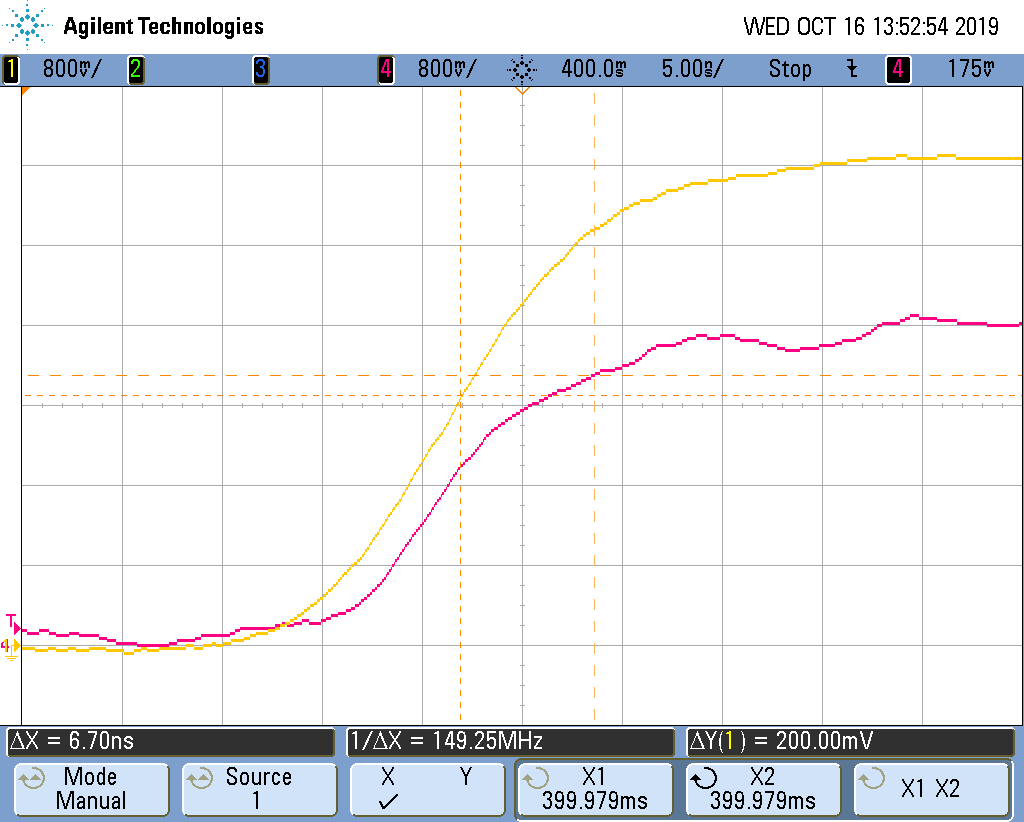 Agilent Technologies WED OCT 16 13:52:54 2019
1 800mV/ 2 3 4 800mV/ 400.0ms 5.00ns/ Stop 4 175mV
T
4
ΔX = 6.70ns 1/ΔX = 149.25MHz ΔY(1) = 200.00mV
Mode Source X Y X1 X2 X1 X2
Manual 1 ✓ 399.979ms 399.979ms